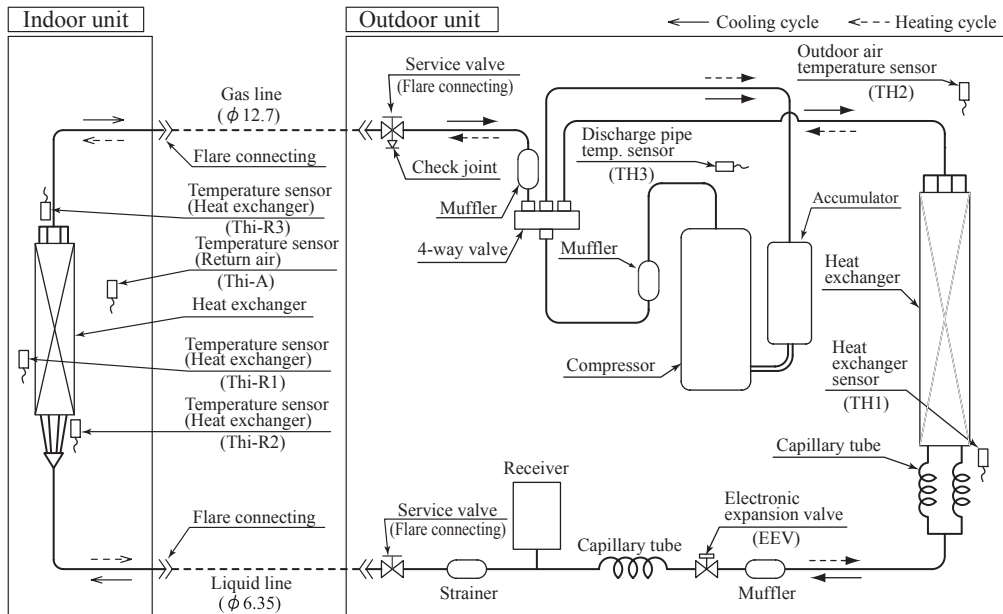 Indoor unit
Outdoor unit
Cooling cycle
Heating cycle
Service valve
(Flare connecting)
Outdoor air
temperature sensor
(TH2)
Gas line
(ϕ12.7)
Discharge pipe
temp. sensor
(TH3)
Flare connecting
Check joint
Temperature sensor
(Heat exchanger)
(Thi-R3)
Muffler
Accumulator
Temperature sensor
(Return air)
(Thi-A)
4-way valve
Muffler
Heat
exchanger
Heat exchanger
Temperature sensor
(Heat exchanger)
(Thi-R1)
Compressor
Heat
exchanger
sensor
(TH1)
Temperature sensor
(Heat exchanger)
(Thi-R2)
Capillary tube
Receiver
Electronic
expansion valve
(EEV)
Flare connecting
Service valve
(Flare connecting)
Capillary tube
Liquid line
(ϕ6.35)
Strainer
Muffler